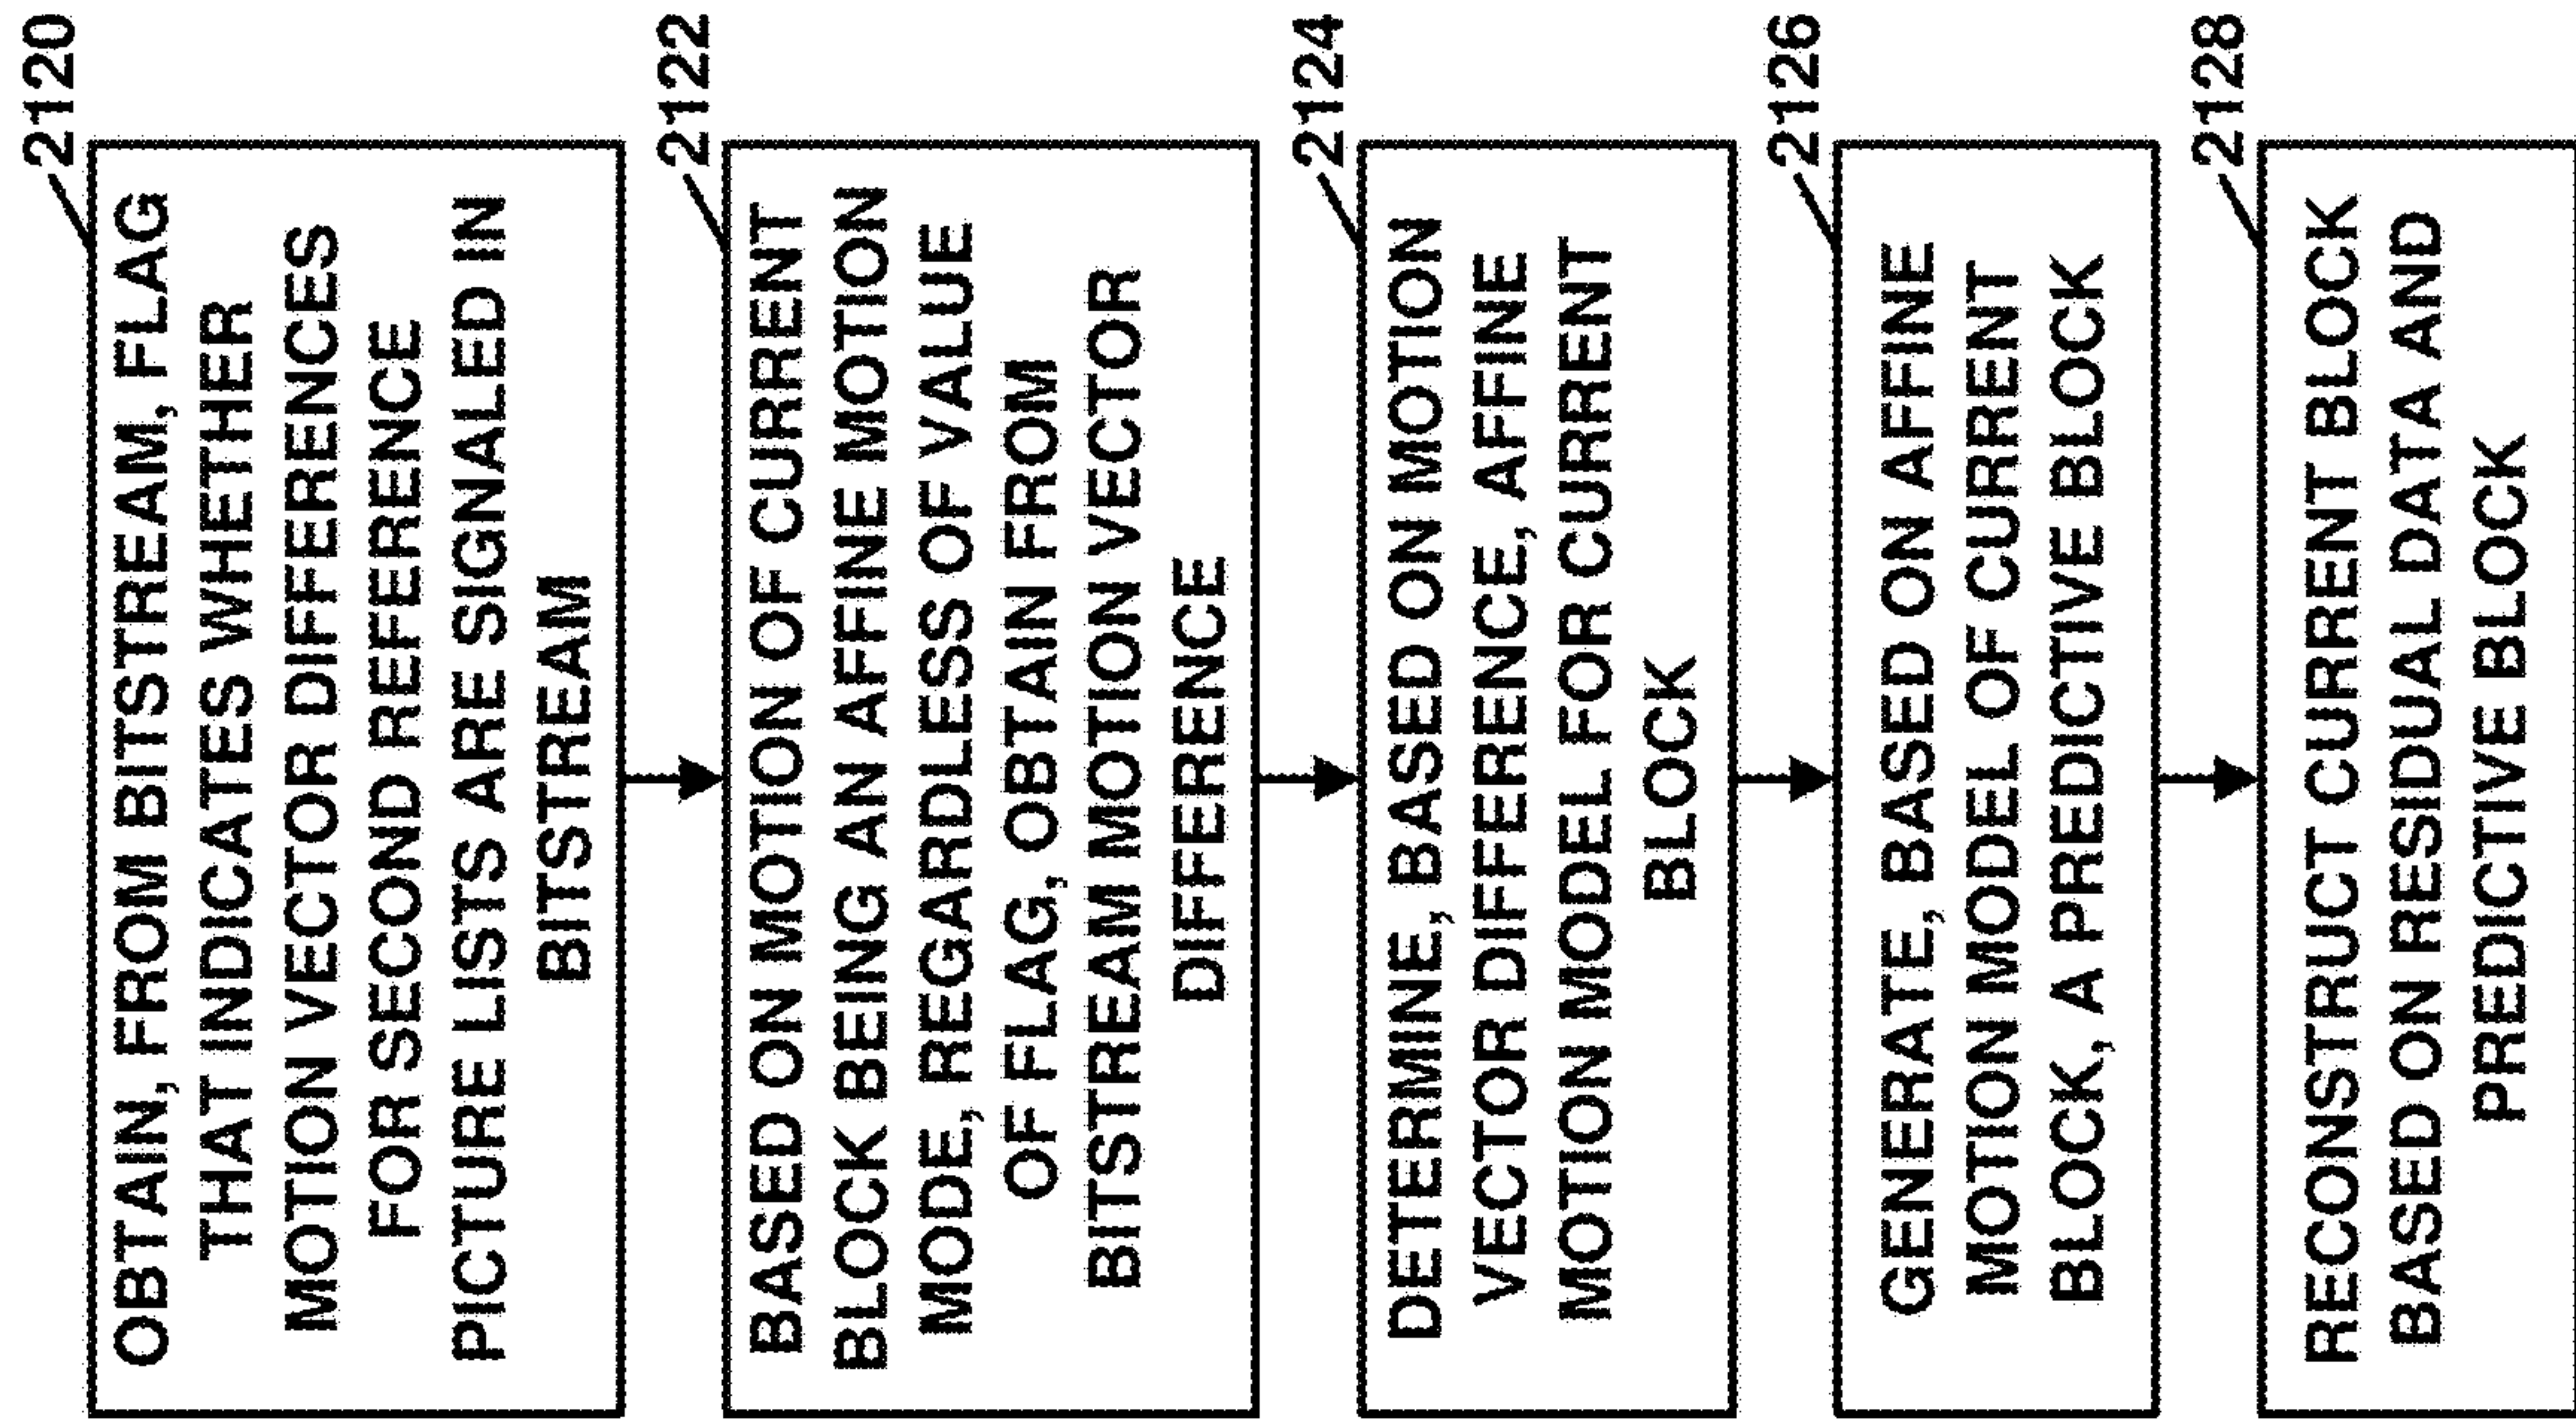 2120
OBTAIN, FROM BITSTREAM, FLAG
THAT INDICATES WHETHER
MOTION VECTOR DIFFERENCES
FOR SECOND REFERENCE
PICTURE LISTS ARE SIGNALED IN
BITSTREAM
2122
BASED ON MOTION OF CURRENT
BLOCK BEING AN AFFINE MOTION
MODE, REGARDLESS OF VALUE
OF FLAG, OBTAIN FROM
BITSTREAM MOTION VECTOR
DIFFERENCE
2124
DETERMINE, BASED ON MOTION
VECTOR DIFFERENCE, AFFINE
MOTION MODEL FOR CURRENT
BLOCK
2126
GENERATE, BASED ON AFFINE
MOTION MODEL OF CURRENT
BLOCK, A PREDICTIVE BLOCK
2128
RECONSTRUCT CURRENT BLOCK
BASED ON RESIDUAL DATA AND
PREDICTIVE BLOCK